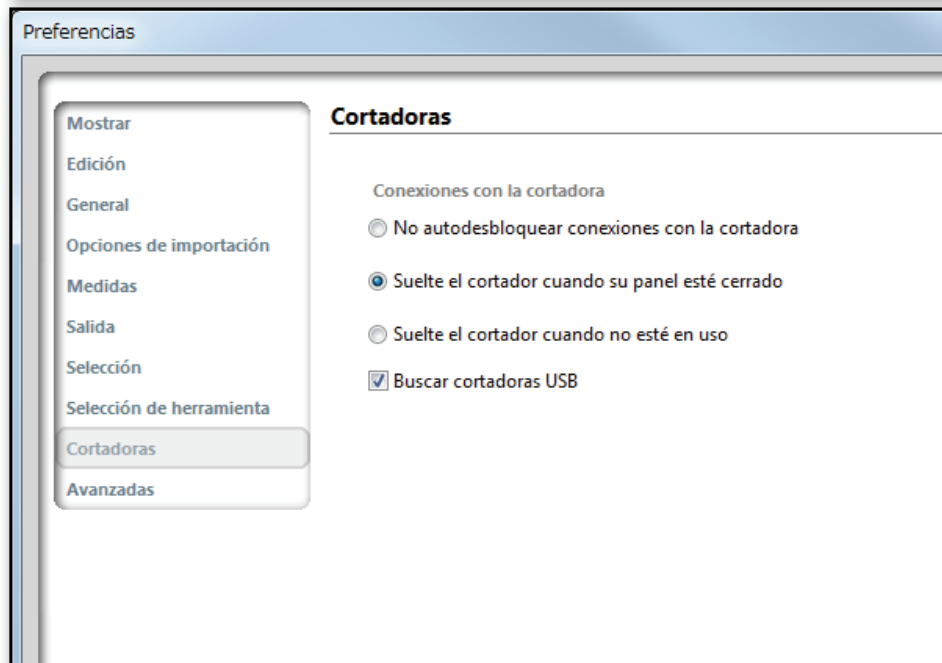 Preferencias
Mostrar
Edición
General
Opciones de importación
Medidas
Salida
Selección
Selección de herramienta
Cortadoras
Avanzadas
Cortadoras
Conexiones con la cortadora
No autodesbloquear conexiones con la cortadora
Suelte el cortador cuando su panel esté cerrado
Suelte el cortador cuando no esté en uso
Buscar cortadoras USB